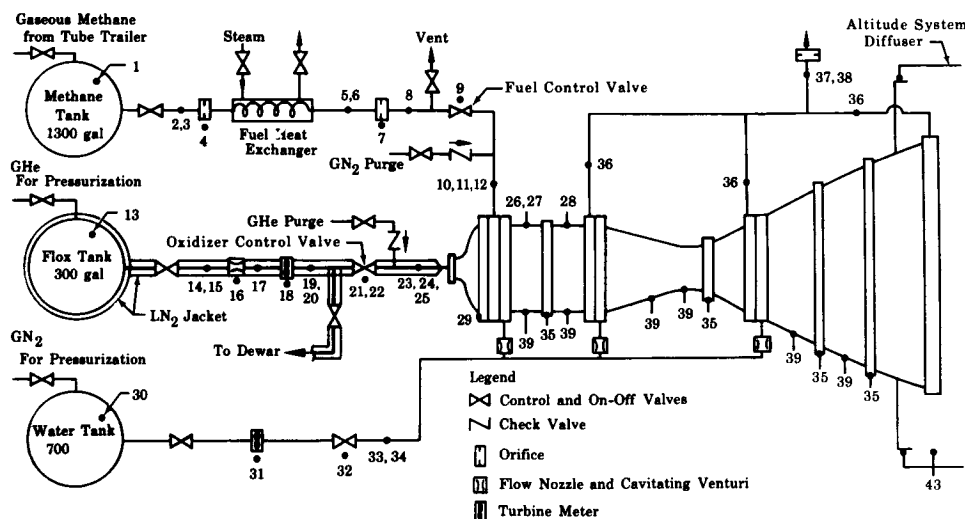 Gaseous Methane
from Tube Trailer
1
Methane
Tank
1300 gal
2,3
4
Steam
Fuel Heat
Exchanger
5,6
7
8
Vent
9
Fuel Control Valve
GN2 Purge
10, 11, 12
GHe
For Pressurization
13
Flox Tank
300 gal
LN2 Jacket
14, 15
16
17
18
19,
20
Oxidizer Control Valve
GHe Purge
21, 22
23, 24,
25
To Dewar
26, 27
28
29
36
36
36
37, 38
Altitude System
Diffuser
39
35
39
39
39
35
39
35
39
35
43
GN2
For Pressurization
30
Water Tank
700
31
32
33, 34
Legend
Control and On-Off Valves
Check Valve
Orifice
Flow Nozzle and Cavitating Venturi
Turbine Meter